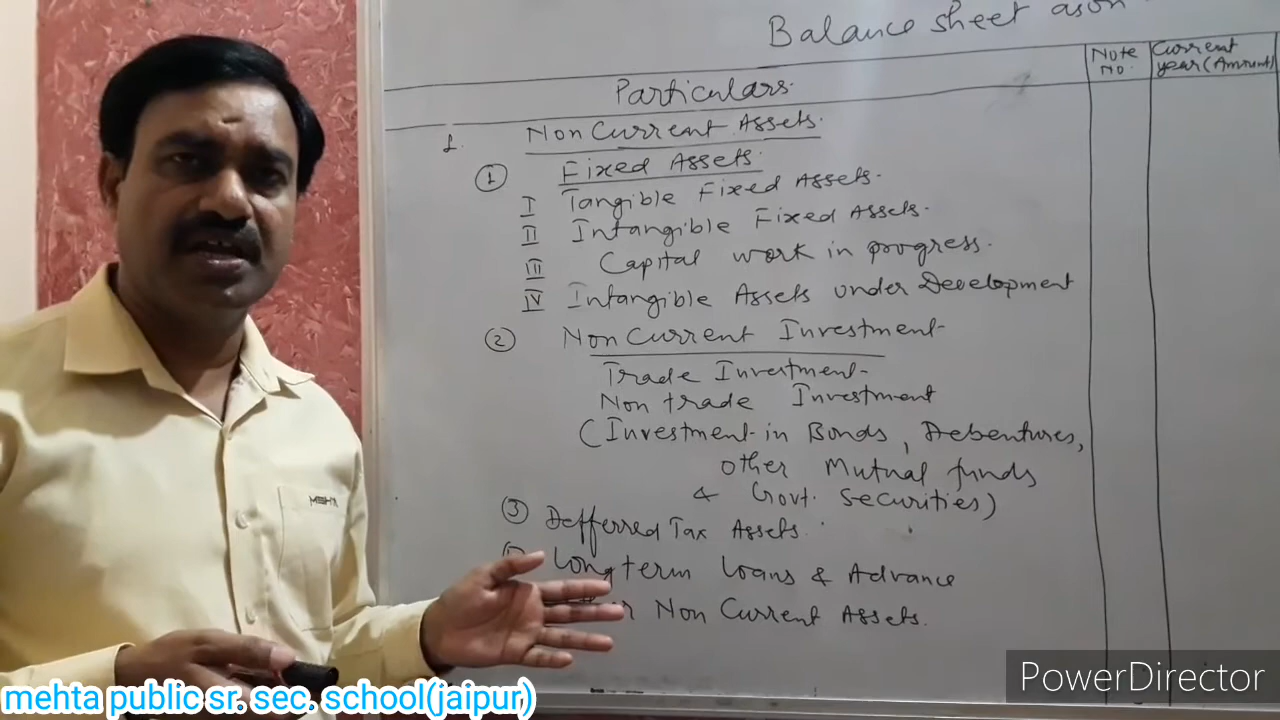 Balance sheet as on
Particulars.
Note No.
Current year (Amount)
1. Non Current Assets.
① Fixed Assets.
I Tangible Fixed Assets.
II Intangible Fixed Assets.
III Capital work in progress.
IV Intangible Assets under Development
② Non Current Investment
Trade Investment
Non trade Investment
(Investment in Bonds, Debentures,
other Mutual funds
& Govt. Securities)
③ Defferred Tax Assets.
Long term Loans & Advance
Non Current Assets.
MEHTA
mehta public sr. sec. school(jaipur)
PowerDirector